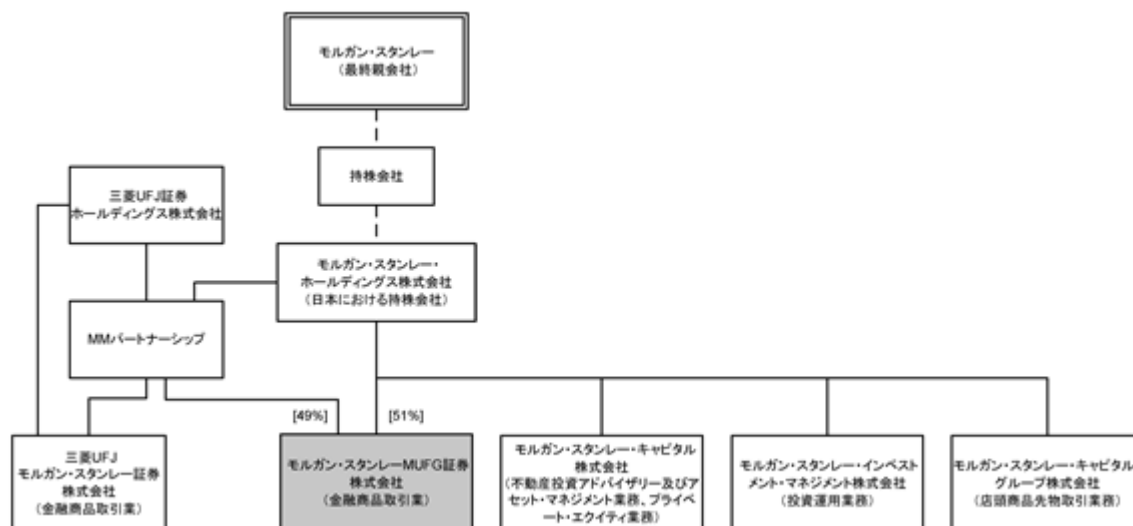 モルガン・スタンレー
（最終親会社）
持株会社
三菱UFJ証券
ホールディングス株式会社
モルガン・スタンレー・
ホールディングス株式会社
（日本における持株会社）
MMパートナーシップ
[49%]
[51%]
三菱UFJ
モルガン・スタンレー証券
株式会社
（金融商品取引業）
モルガン・スタンレーMUFG証券
株式会社
（金融商品取引業）
モルガン・スタンレー・キャピタル
株式会社
（不動産投資アドバイザリー及びア
セット・マネジメント業務、プライベ
ート・エクイティ業務）
モルガン・スタンレー・インベスト
メント・マネジメント株式会社
（投資運用業務）
モルガン・スタンレー・キャピタル
グループ株式会社
（店頭商品先物取引業務）